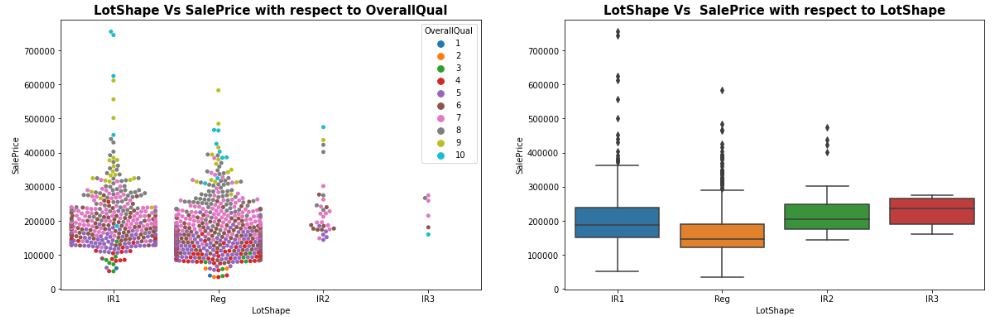 LotShape Vs SalePrice with respect to OverallQual
SalePrice
700000
600000
500000
400000
300000
200000
100000
0
OverallQual
1
2
3
4
5
6
7
8
9
10
IR1 Reg IR2 IR3
LotShape
LotShape Vs  SalePrice with respect to LotShape
SalePrice
700000
600000
500000
400000
300000
200000
100000
0
IR1 Reg IR2 IR3
LotShape